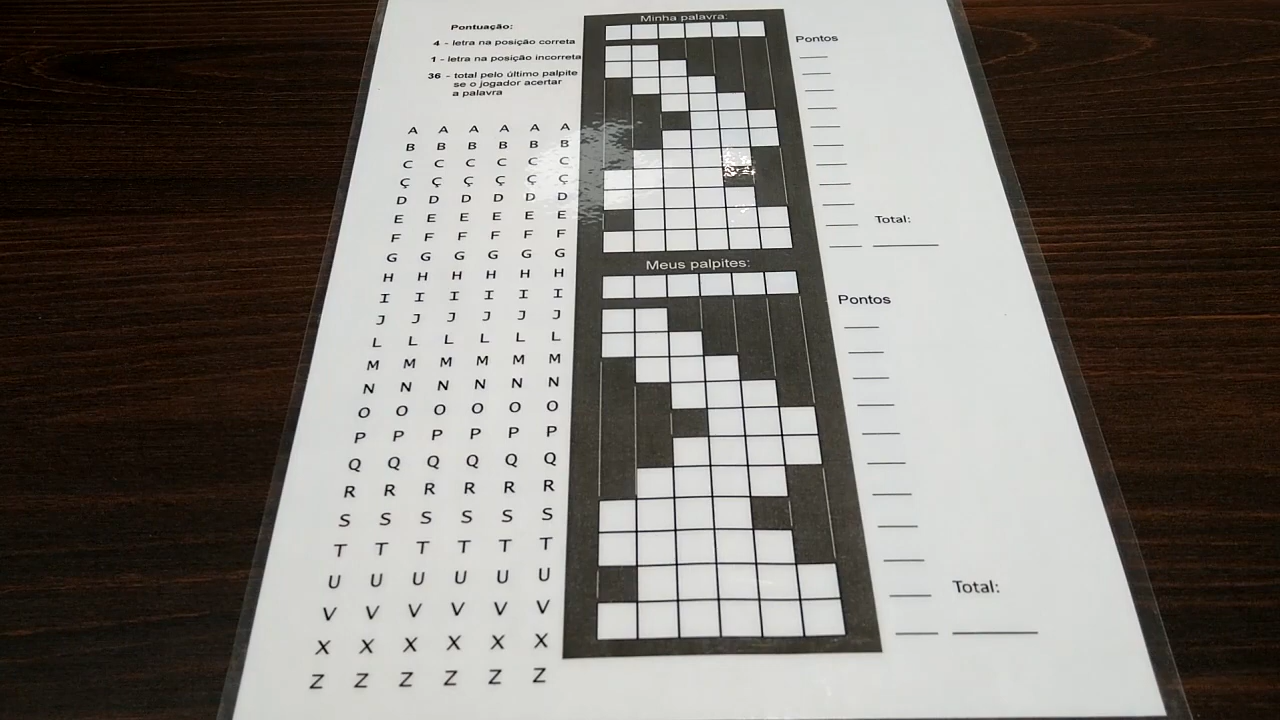 Pontuação:
4 - letra na posição correta
1 - letra na posição incorreta
36 - total pelo último palpite
se o jogador acertar
a palavra
A A A A A A
B B B B B B
C C C C C C
Ç Ç Ç Ç Ç Ç
D D D D D D
E E E E E E
F F F F F F
G G G G G G
H H H H H H
I I I I I I
J J J J J J
L L L L L L
M M M M M M
N N N N N N
O O O O O O
P P P P P P
Q Q Q Q Q Q
R R R R R R
S S S S S S
T T T T T T
U U U U U U
V V V V V V
X X X X X X
Z Z Z Z Z Z
Minha palavra:
Pontos
Total:
Meus palpites:
Pontos
Total: